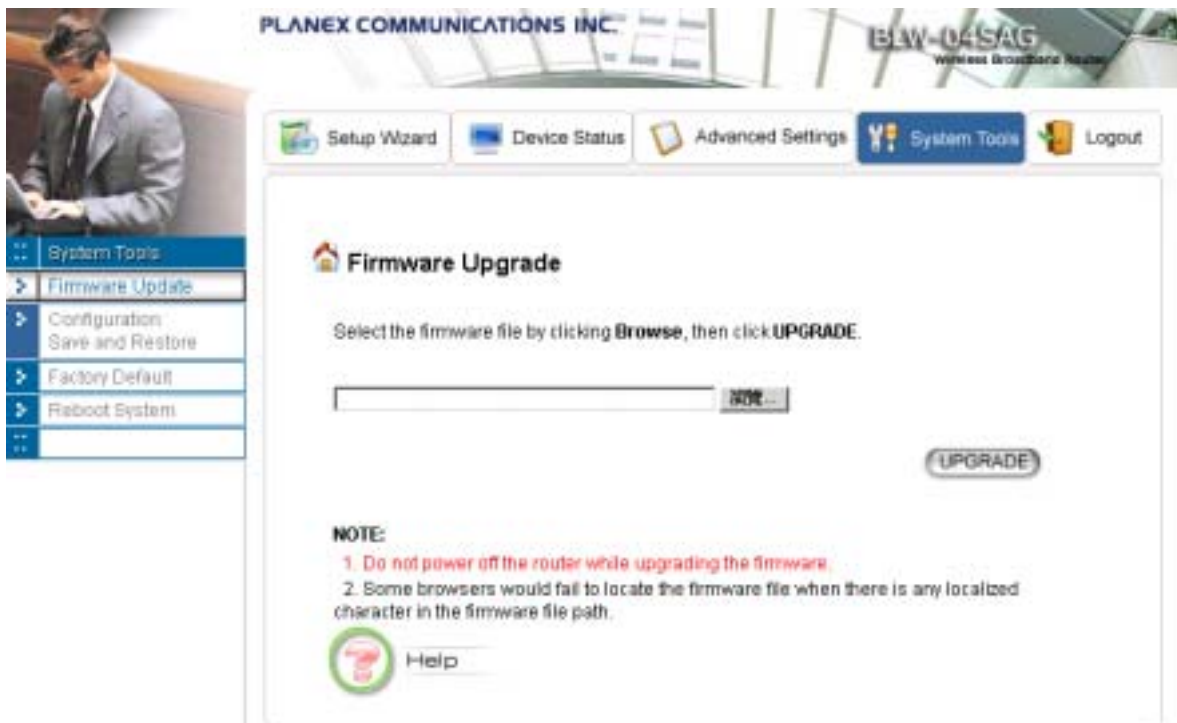 PLANEX COMMUNICATIONS INC.
BLW-04SAG
Wireless Broadband Router
Setup Wizard
Device Status
Advanced Settings
System Tools
Logout
System Tools
Firmware Update
Configuration
Save and Restore
Factory Default
Reboot System
Firmware Upgrade
Select the firmware file by clicking Browse, then click UPGRADE.
瀏覽...
UPGRADE
NOTE:
1. Do not power off the router while upgrading the firmware.
2. Some browsers would fail to locate the firmware file when there is any localized
character in the firmware file path.
Help